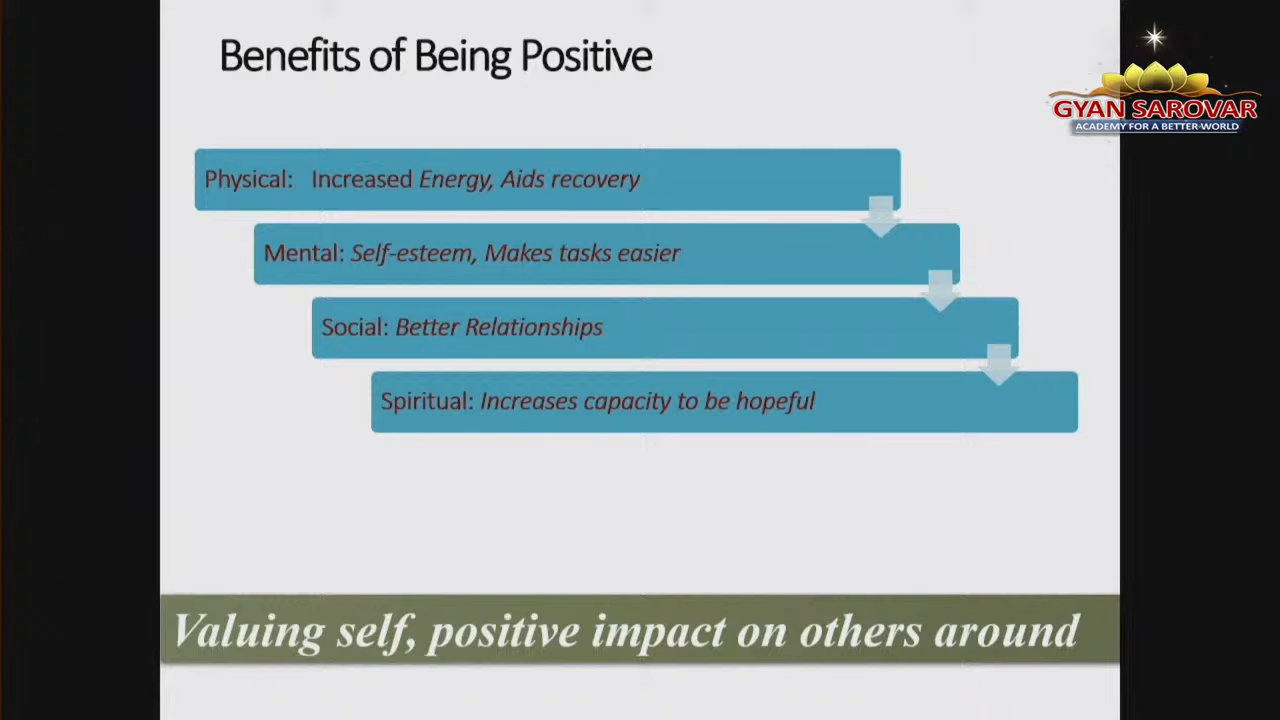 Benefits of Being Positive
GYAN SAROVAR
ACADEMY FOR A BETTER-WORLD
Physical: Increased Energy, Aids recovery
Mental: Self-esteem, Makes tasks easier
Social: Better Relationships
Spiritual: Increases capacity to be hopeful
Valuing self, positive impact on others around